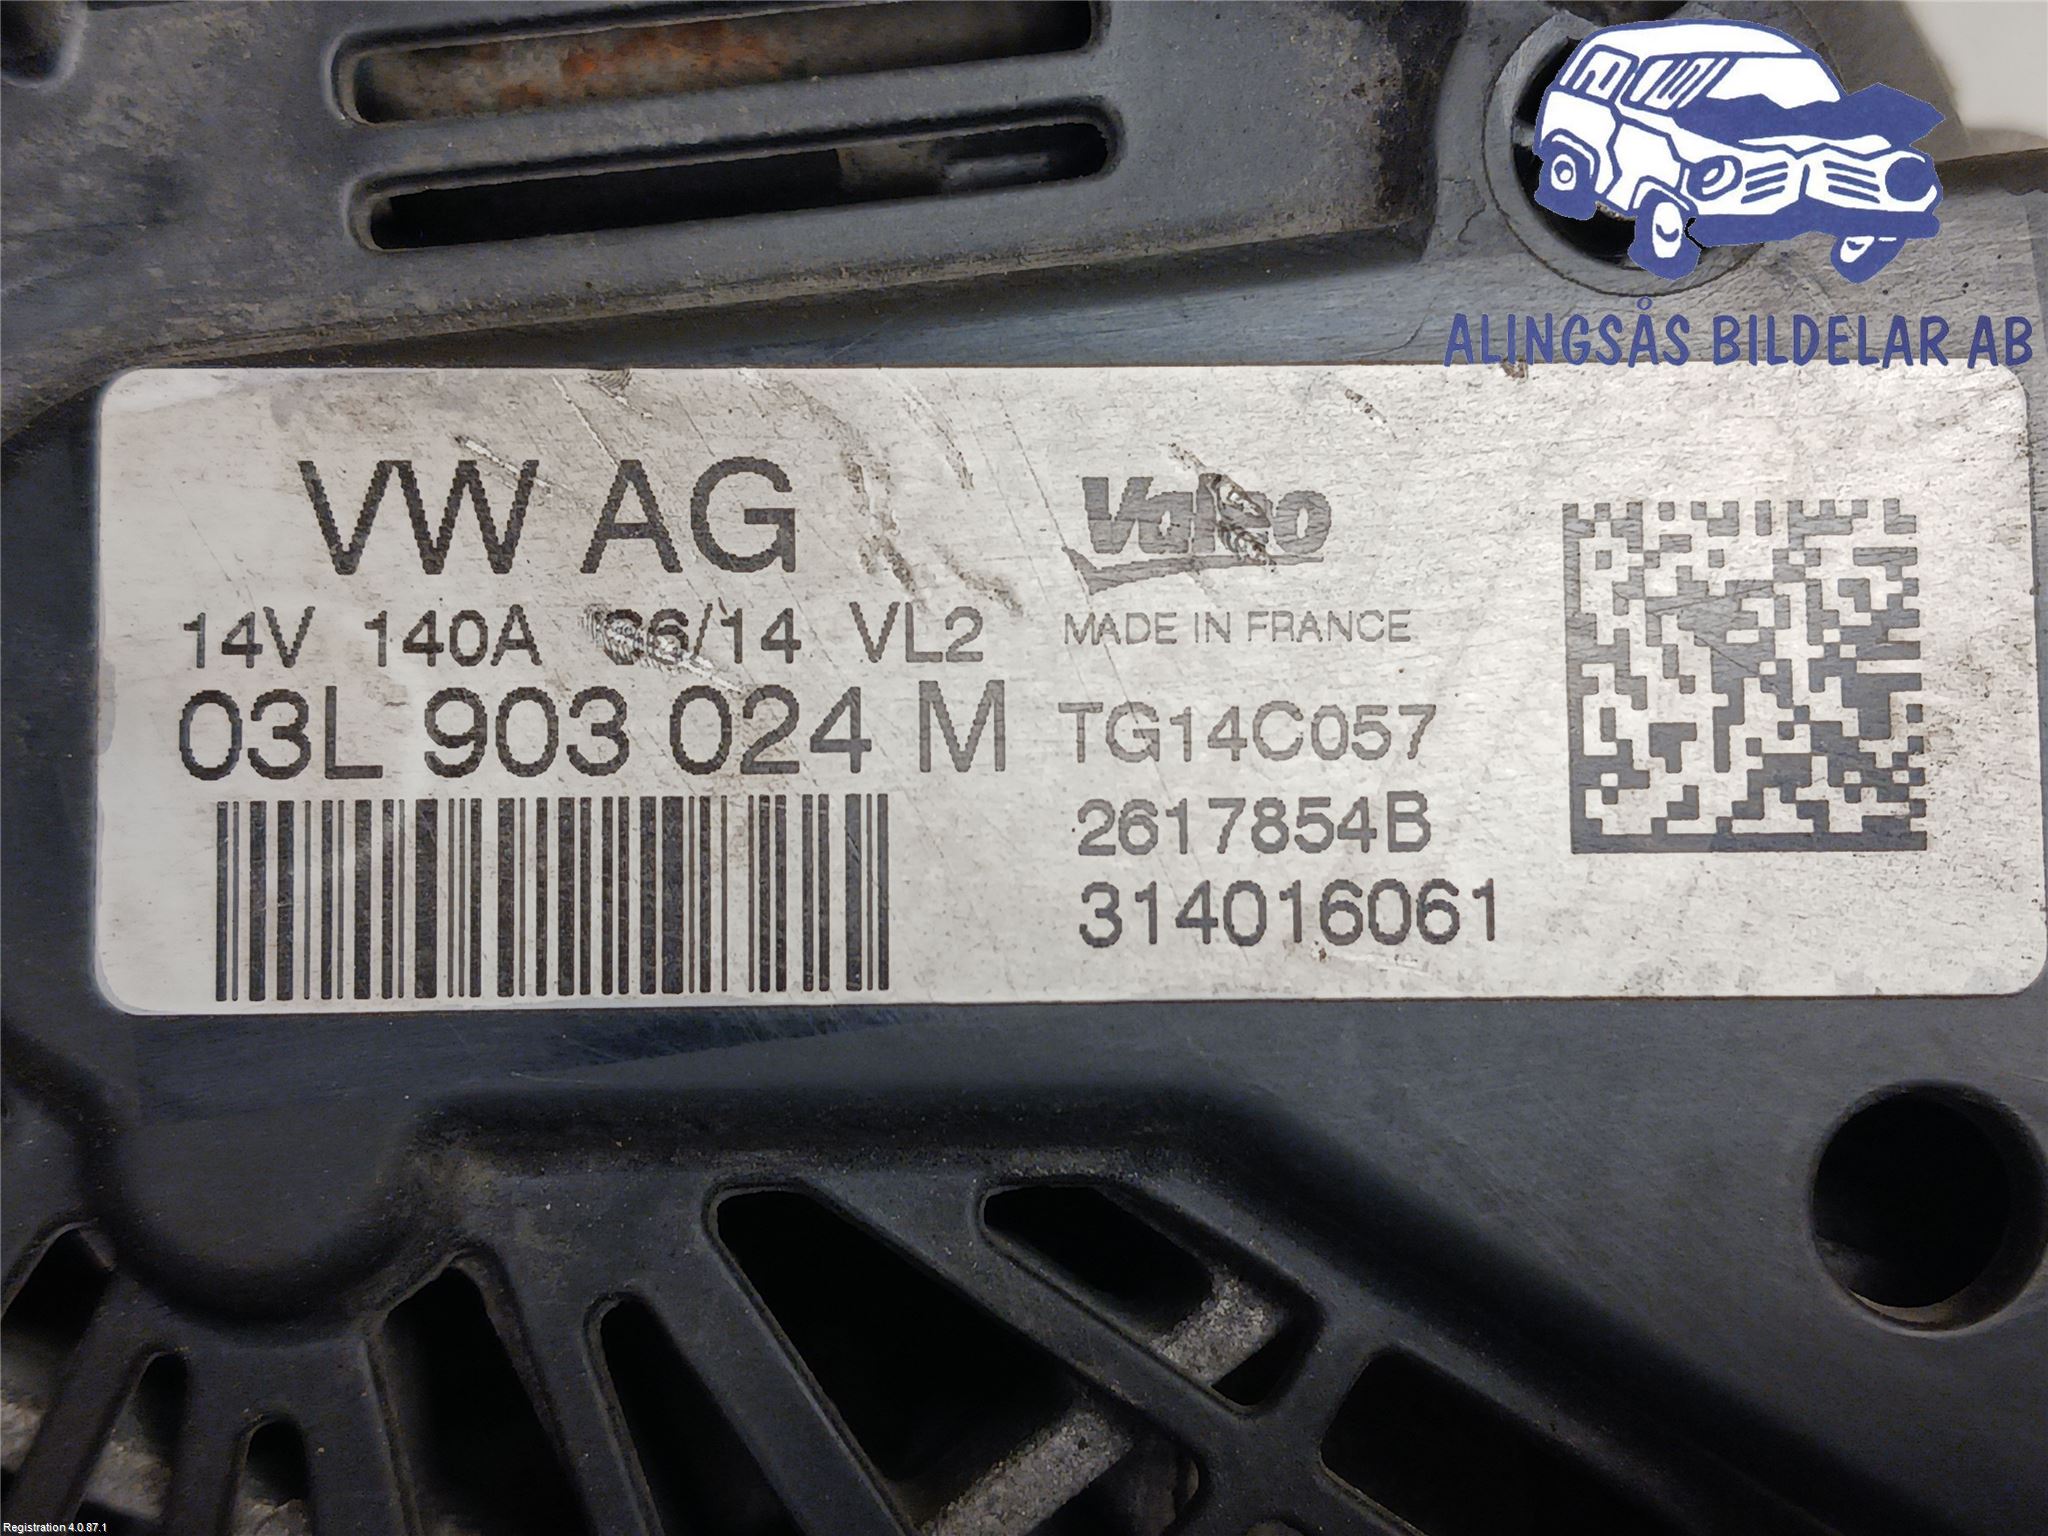 ALINGSÅS BILDELAR AB
VW AG
Valeo
14V 140A 36/14 VL2
MADE IN FRANCE
03L 903 024 M
TG14C057
2617854B
314016061
Registration 4.0.87.1